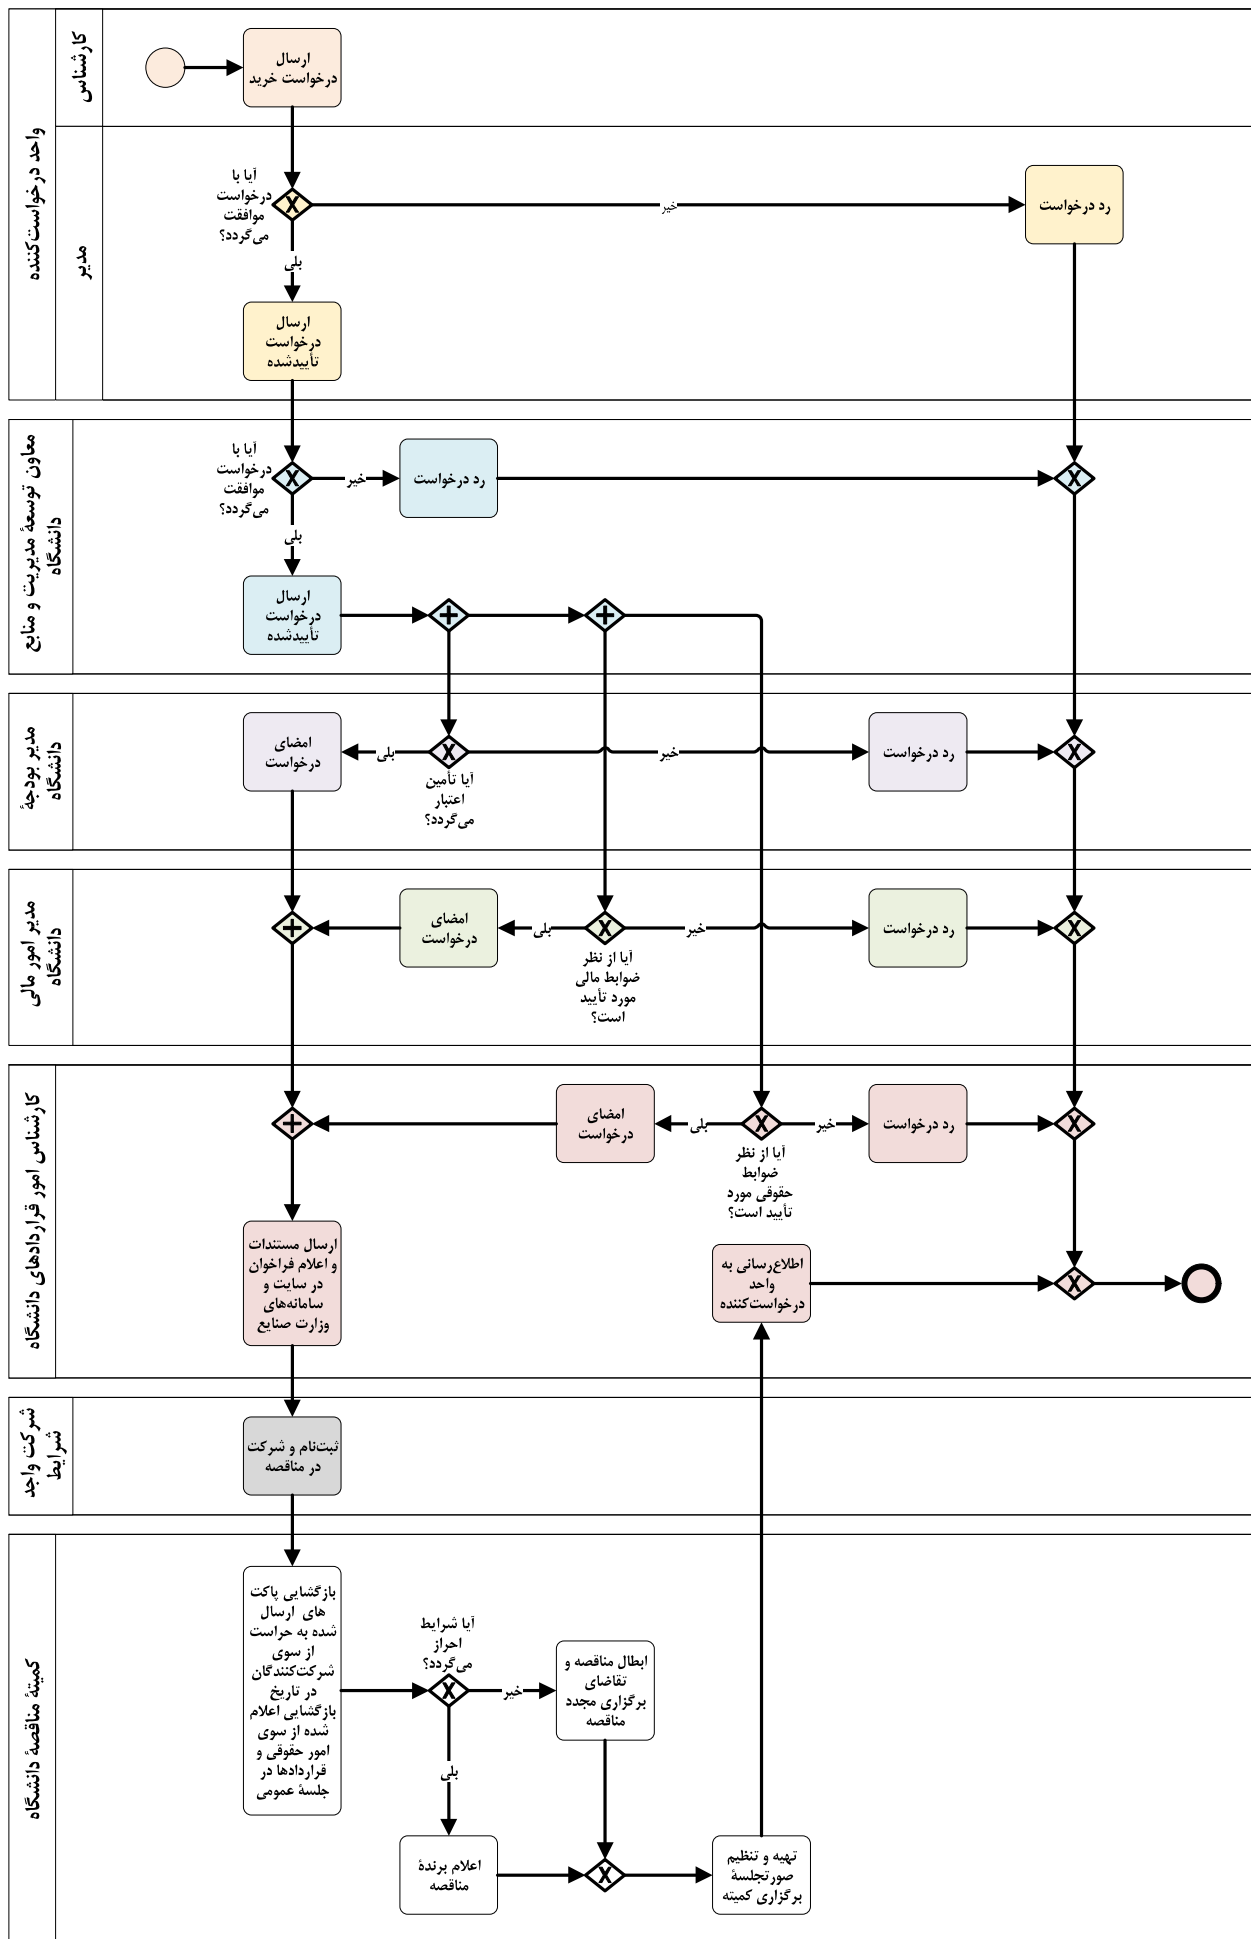 واحد درخواست‌کننده
کارشناس
ارسال
درخواست خرید
مدیر
آیا با
درخواست
موافقت
می‌گردد؟
خیر
رد درخواست
بلی
ارسال
درخواست
تأییدشده
معاون توسعهٔ مدیریت و منابع
دانشگاه
آیا با
درخواست
موافقت
می‌گردد؟
خیر
رد درخواست
بلی
ارسال
درخواست
تأییدشده
مدیر بودجهٔ
دانشگاه
امضای
درخواست
بلی
آیا تأمین
اعتبار
می‌گردد؟
خیر
رد درخواست
مدیر امور مالی
دانشگاه
امضای
درخواست
بلی
آیا از نظر
ضوابط مالی
مورد تأیید
است؟
خیر
رد درخواست
کارشناس امور قراردادهای دانشگاه
امضای
درخواست
بلی
آیا از نظر
ضوابط
حقوقی مورد
تأیید است؟
خیر
رد درخواست
ارسال مستندات
و اعلام فراخوان
در سایت و
سامانه‌های
وزارت صنایع
اطلاع‌رسانی به
واحد
درخواست‌کننده
شرکت واجد
شرایط
ثبت‌نام و شرکت
در مناقصه
کمیتهٔ مناقصهٔ دانشگاه
بازگشایی پاکت
های ارسال
شده به حراست
از سوی
شرکت‌کنندگان
در تاریخ
بازگشایی اعلام
شده از سوی
امور حقوقی و
قراردادها در
جلسهٔ عمومی
آیا شرایط
احراز
می‌گردد؟
خیر
ابطال مناقصه و
تقاضای
برگزاری مجدد
مناقصه
بلی
اعلام برندهٔ
مناقصه
تهیه و تنظیم
صورتجلسهٔ
برگزاری کمیته